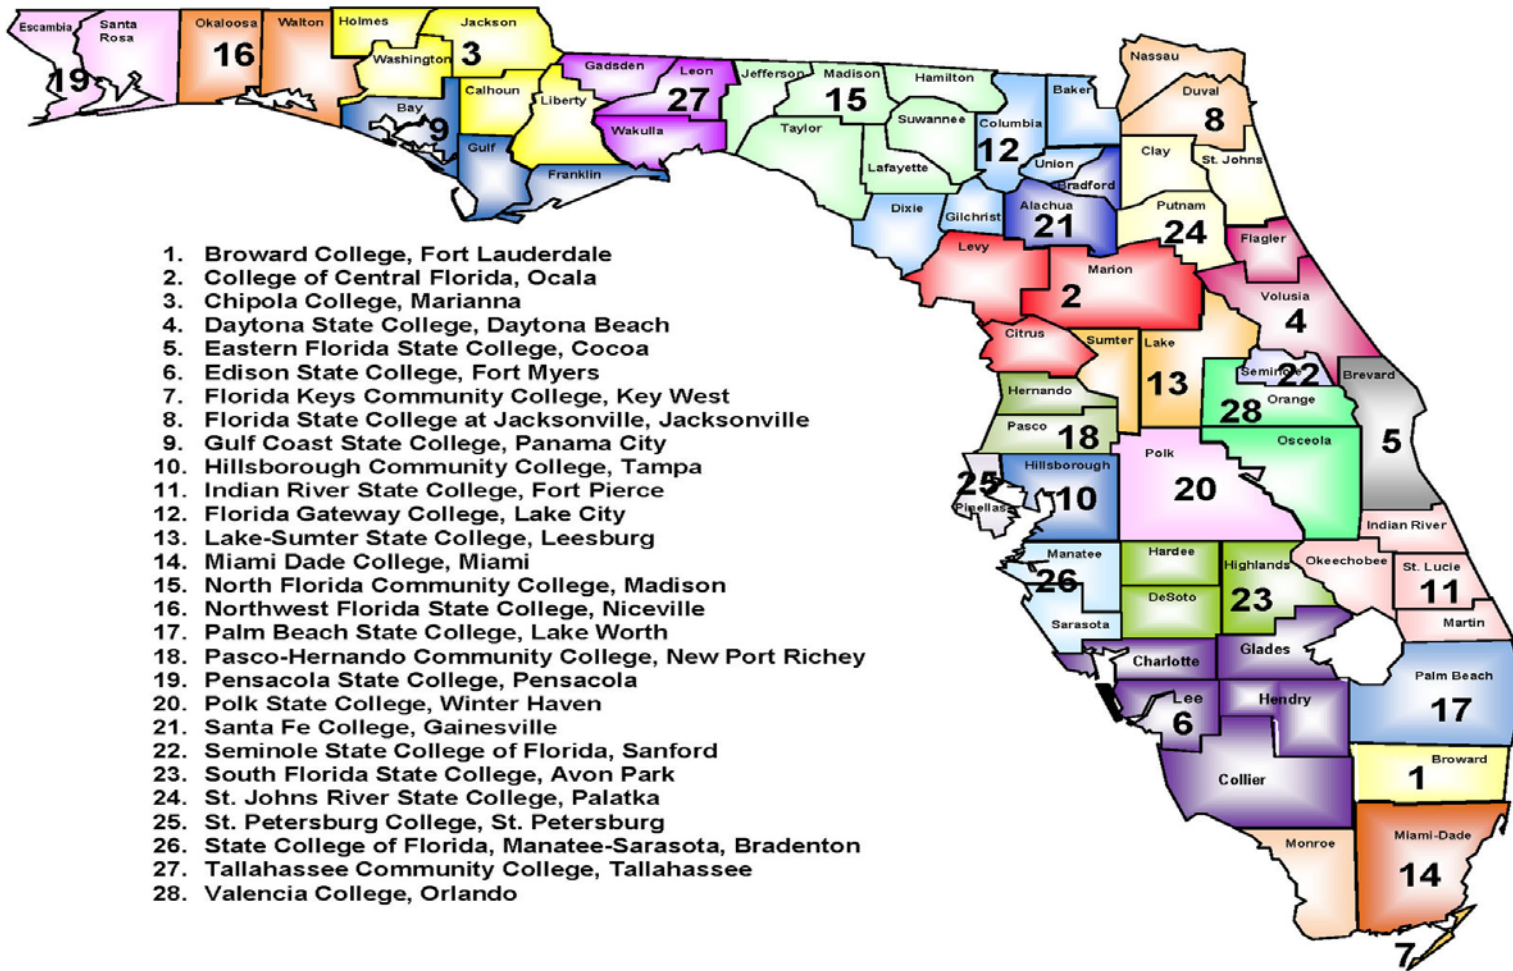 Escambia
Santa
Rosa
19
Okaloosa
16
Walton
Holmes
Jackson
3
Washington
Bay
9
Calhoun
Gulf
Liberty
Franklin
Gadsden
Leon
27
Wakulla
Jefferson
Madison
15
Hamilton
Taylor
Suwannee
Lafayette
Columbia
12
Baker
Union
Bradford
Dixie
Gilchrist
Alachua
21
Nassau
Duval
8
Clay
St. Johns
Putnam
24
Flagler
Levy
Marion
2
Volusia
4
Citrus
Sumter
Lake
13
Seminole
22
Brevard
5
Hernando
Orange
28
Pasco
18
Osceola
Polk
20
Hillsborough
10
25
Pinellas
Indian River
Manatee
26
Hardee
Highlands
23
Okeechobee
St. Lucie
11
DeSoto
Sarasota
Martin
Charlotte
Glades
Palm Beach
17
Lee
6
Hendry
Collier
Broward
1
Monroe
Miami-Dade
14
7
1. Broward College, Fort Lauderdale
2. College of Central Florida, Ocala
3. Chipola College, Marianna
4. Daytona State College, Daytona Beach
5. Eastern Florida State College, Cocoa
6. Edison State College, Fort Myers
7. Florida Keys Community College, Key West
8. Florida State College at Jacksonville, Jacksonville
9. Gulf Coast State College, Panama City
10. Hillsborough Community College, Tampa
11. Indian River State College, Fort Pierce
12. Florida Gateway College, Lake City
13. Lake-Sumter State College, Leesburg
14. Miami Dade College, Miami
15. North Florida Community College, Madison
16. Northwest Florida State College, Niceville
17. Palm Beach State College, Lake Worth
18. Pasco-Hernando Community College, New Port Richey
19. Pensacola State College, Pensacola
20. Polk State College, Winter Haven
21. Santa Fe College, Gainesville
22. Seminole State College of Florida, Sanford
23. South Florida State College, Avon Park
24. St. Johns River State College, Palatka
25. St. Petersburg College, St. Petersburg
26. State College of Florida, Manatee-Sarasota, Bradenton
27. Tallahassee Community College, Tallahassee
28. Valencia College, Orlando